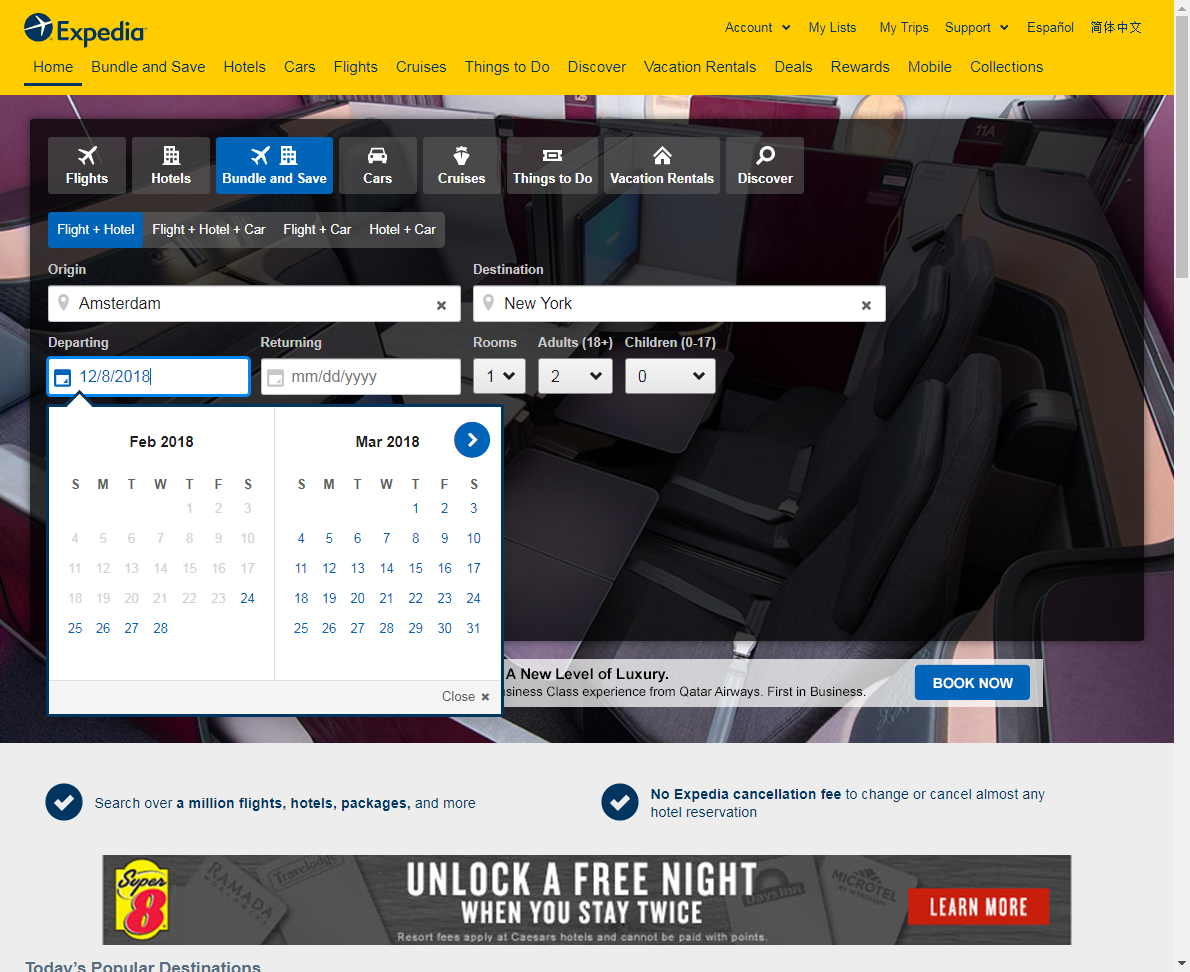 Expedia
Account My Lists My Trips Support Español 简体中文
Home Bundle and Save Hotels Cars Flights Cruises Things to Do Discover Vacation Rentals Deals Rewards Mobile Collections
11A
Flights Hotels Bundle and Save Cars Cruises Things to Do Vacation Rentals Discover
Flight + Hotel Flight + Hotel + Car Flight + Car Hotel + Car
Origin Destination
Amsterdam × New York ×
Departing Returning Rooms Adults (18+) Children (0-17)
12/8/2018 mm/dd/yyyy 1 2 0
Feb 2018 Mar 2018
S M T W T F S S M T W T F S
1 2 3 1 2 3
4 5 6 7 8 9 10 4 5 6 7 8 9 10
11 12 13 14 15 16 17 11 12 13 14 15 16 17
18 19 20 21 22 23 24 18 19 20 21 22 23 24
25 26 27 28 25 26 27 28 29 30 31
Close ×
A New Level of Luxury.
siness Class experience from Qatar Airways. First in Business.
BOOK NOW
Search over a million flights, hotels, packages, and more
No Expedia cancellation fee to change or cancel almost any
hotel reservation
Super 8
RAMADA
Travelodge
UNLOCK A FREE NIGHT
WHEN YOU STAY TWICE
Resort fees apply at Caesars hotels and cannot be paid with points.
Days Inn
MICROTEL
LEARN MORE
Today's Popular Destinations